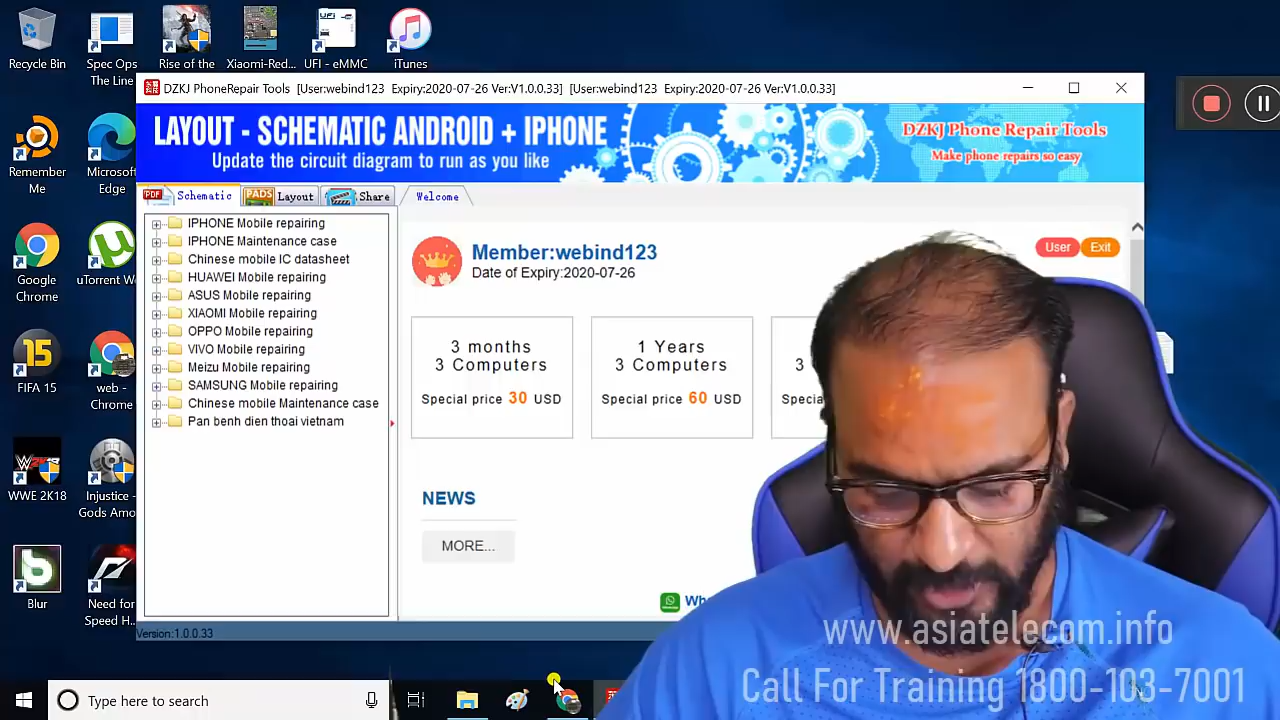 Recycle Bin
Spec Ops
The Line
Rise of the
Xiaomi-Red...
UFI - eMMC
iTunes
DZKJ PhoneRepair Tools [User:webind123 Expiry:2020-07-26 Ver:V1.0.0.33] [User:webind123 Expiry:2020-07-26 Ver:V1.0.0.33]
LAYOUT - SCHEMATIC ANDROID + IPHONE
Update the circuit diagram to run as you like
DZKJ Phone Repair Tools
Make phone repairs so easy
Remember
Me
Microsoft
Edge
PDF
Schematic
PADS
Layout
Share
Welcome
IPHONE Mobile repairing
IPHONE Maintenance case
Chinese mobile IC datasheet
HUAWEI Mobile repairing
ASUS Mobile repairing
XIAOMI Mobile repairing
OPPO Mobile repairing
VIVO Mobile repairing
Meizu Mobile repairing
SAMSUNG Mobile repairing
Chinese mobile Maintenance case
Pan benh dien thoai vietnam
Member:webind123
Date of Expiry:2020-07-26
User
Exit
Google
Chrome
uTorrent We
3 months
3 Computers
Special price 30 USD
1 Years
3 Computers
Special price 60 USD
3
15
FIFA 15
web -
Chrome
NEWS
MORE...
WWE 2K18
Injustice -
Gods Amo
Blur
Need for
Speed H...
Version:1.0.0.33
www.asiatelecom.info
Call For Training 1800-103-7001
Type here to search